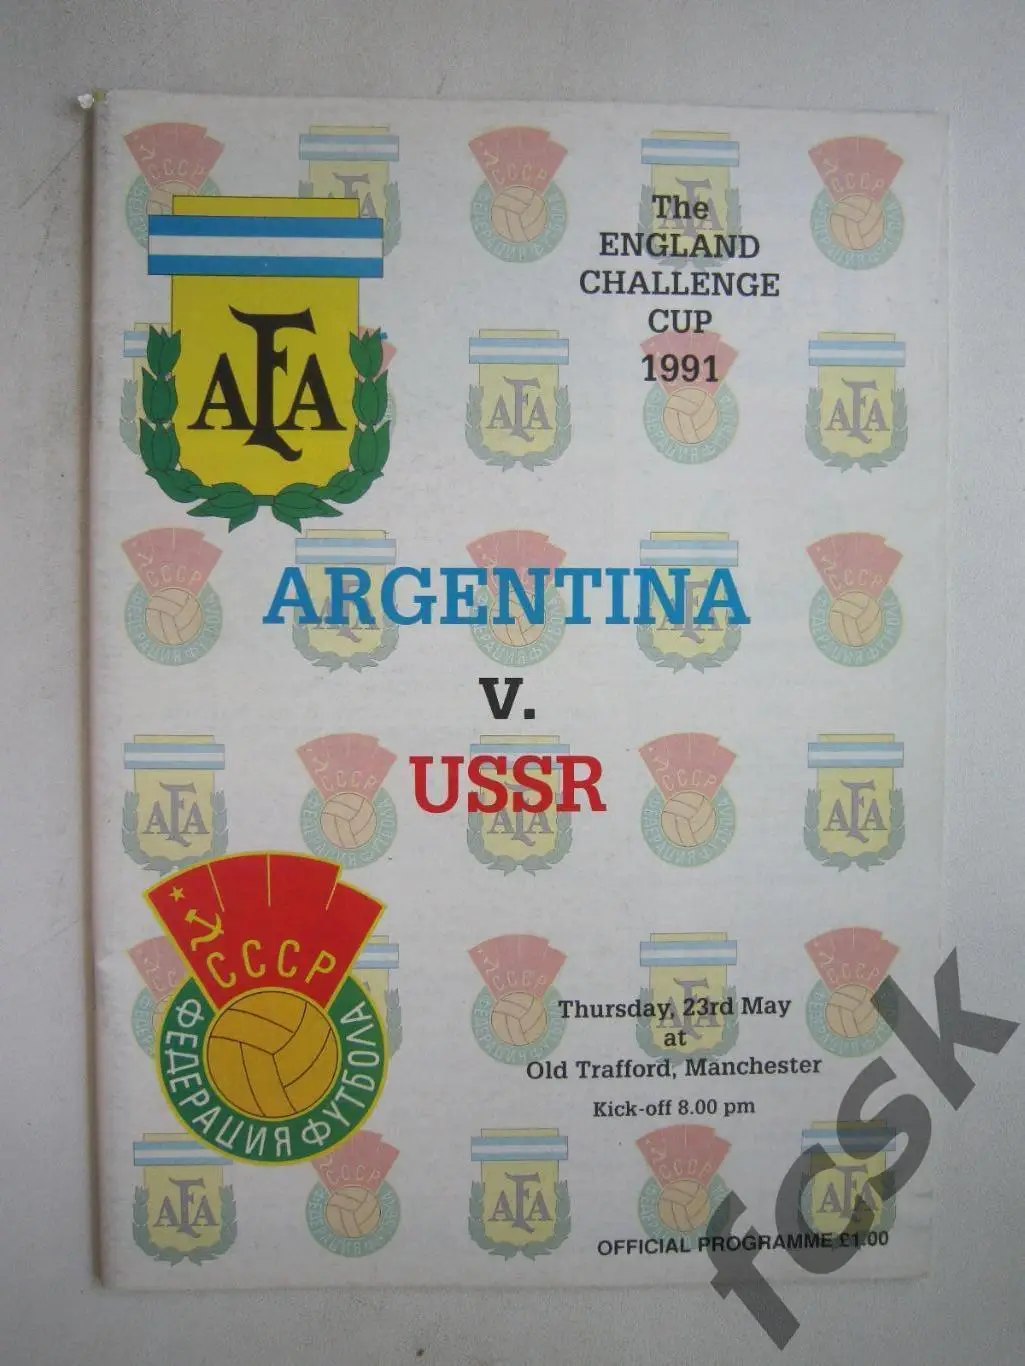 The
ENGLAND
CHALLENGE
CUP
1991
AFA
ARGENTINA
v.
USSR
СССР
ФЕДЕРАЦИЯ ФУТБОЛА
Thursday, 23rd May
at
Old Trafford, Manchester
Kick-off 8.00 pm
OFFICIAL PROGRAMME £1.00
fcsk